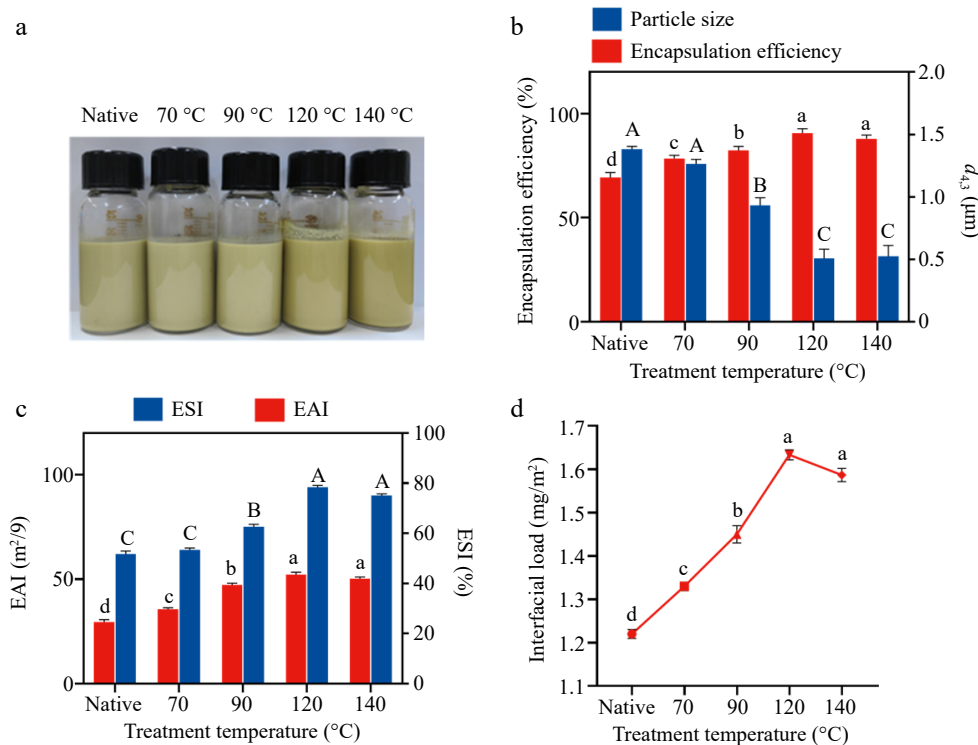 a
Native 70 °C 90 °C 120 °C 140 °C
b
Particle size
Encapsulation efficiency
Encapsulation efficiency (%)
100
50
0
d A c A b B a C a C
2.0
1.5
1.0
0.5
0
d4,3 (μm)
Native 70 90 120 140
Treatment temperature (°C)
c
ESI EAI
EAI (m²/9)
100
50
0
d C c C b B a A a A
100
80
60
40
20
0
ESI (%)
Native 70 90 120 140
Treatment temperature (°C)
d
Interfacial load (mg/m²)
1.7
1.6
1.5
1.4
1.3
1.2
1.1
d c b a a
Native 70 90 120 140
Treatment temperature (°C)